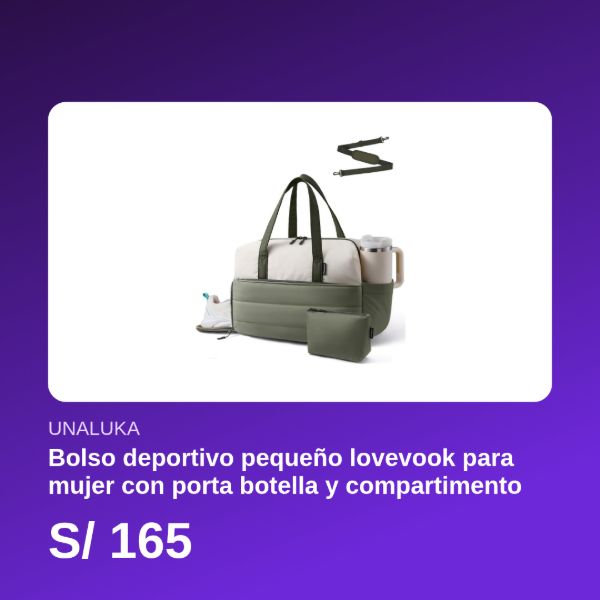 UNALUKA
Bolso deportivo pequeño lovevook para
mujer con porta botella y compartimento
S/ 165